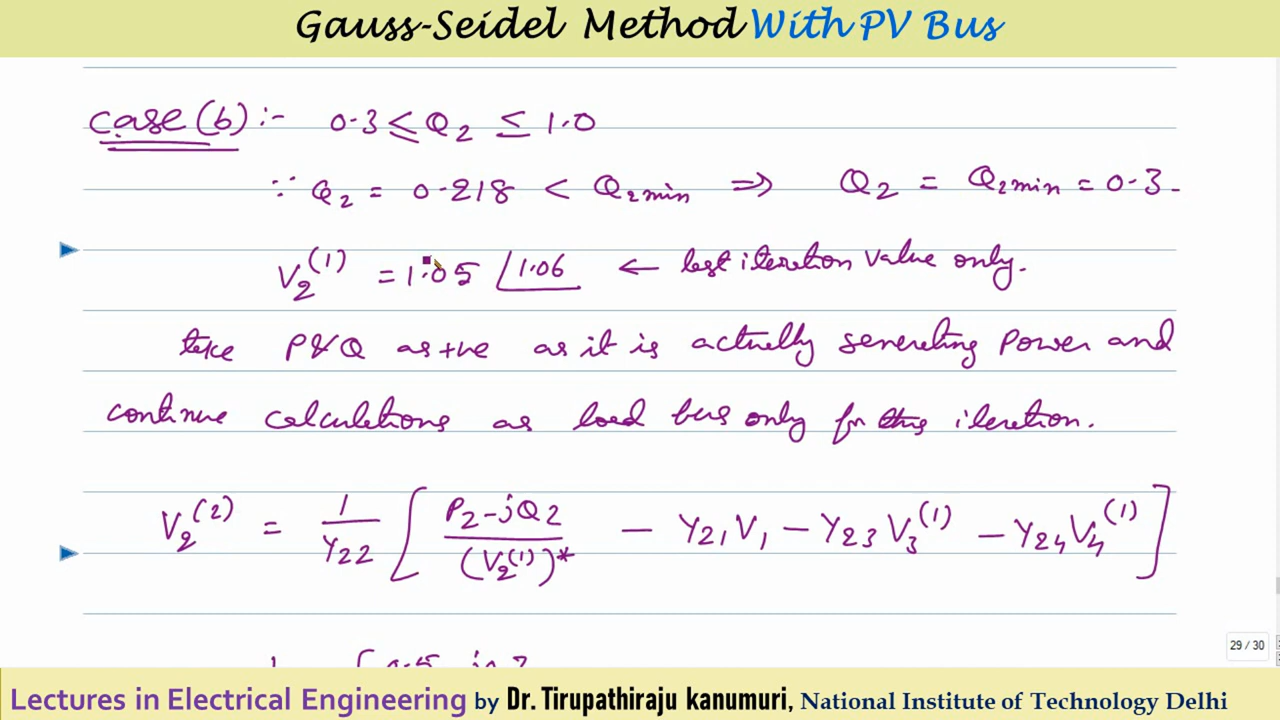 Gauss-Seidel Method With PV Bus
Case (b) :- 0.3 ≤ Q2 ≤ 1.0
∵ Q2 = 0.218 < Q2min ⇒ Q2 = Q2min = 0.3-
V2^(1) = 1.05 ∠1.06 ← last iteration value only.
take P&Q as +ve as it is actually generating power and
continue calculations as load bus only for this iteration.
V2^(2) = 1/Y22 [ (P2-jQ2)/(V2^(1))* - Y21V1 - Y23V3^(1) - Y24V4^(1) ]
29 / 30
Lectures in Electrical Engineering by Dr. Tirupathiraju kanumuri, National Institute of Technology Delhi